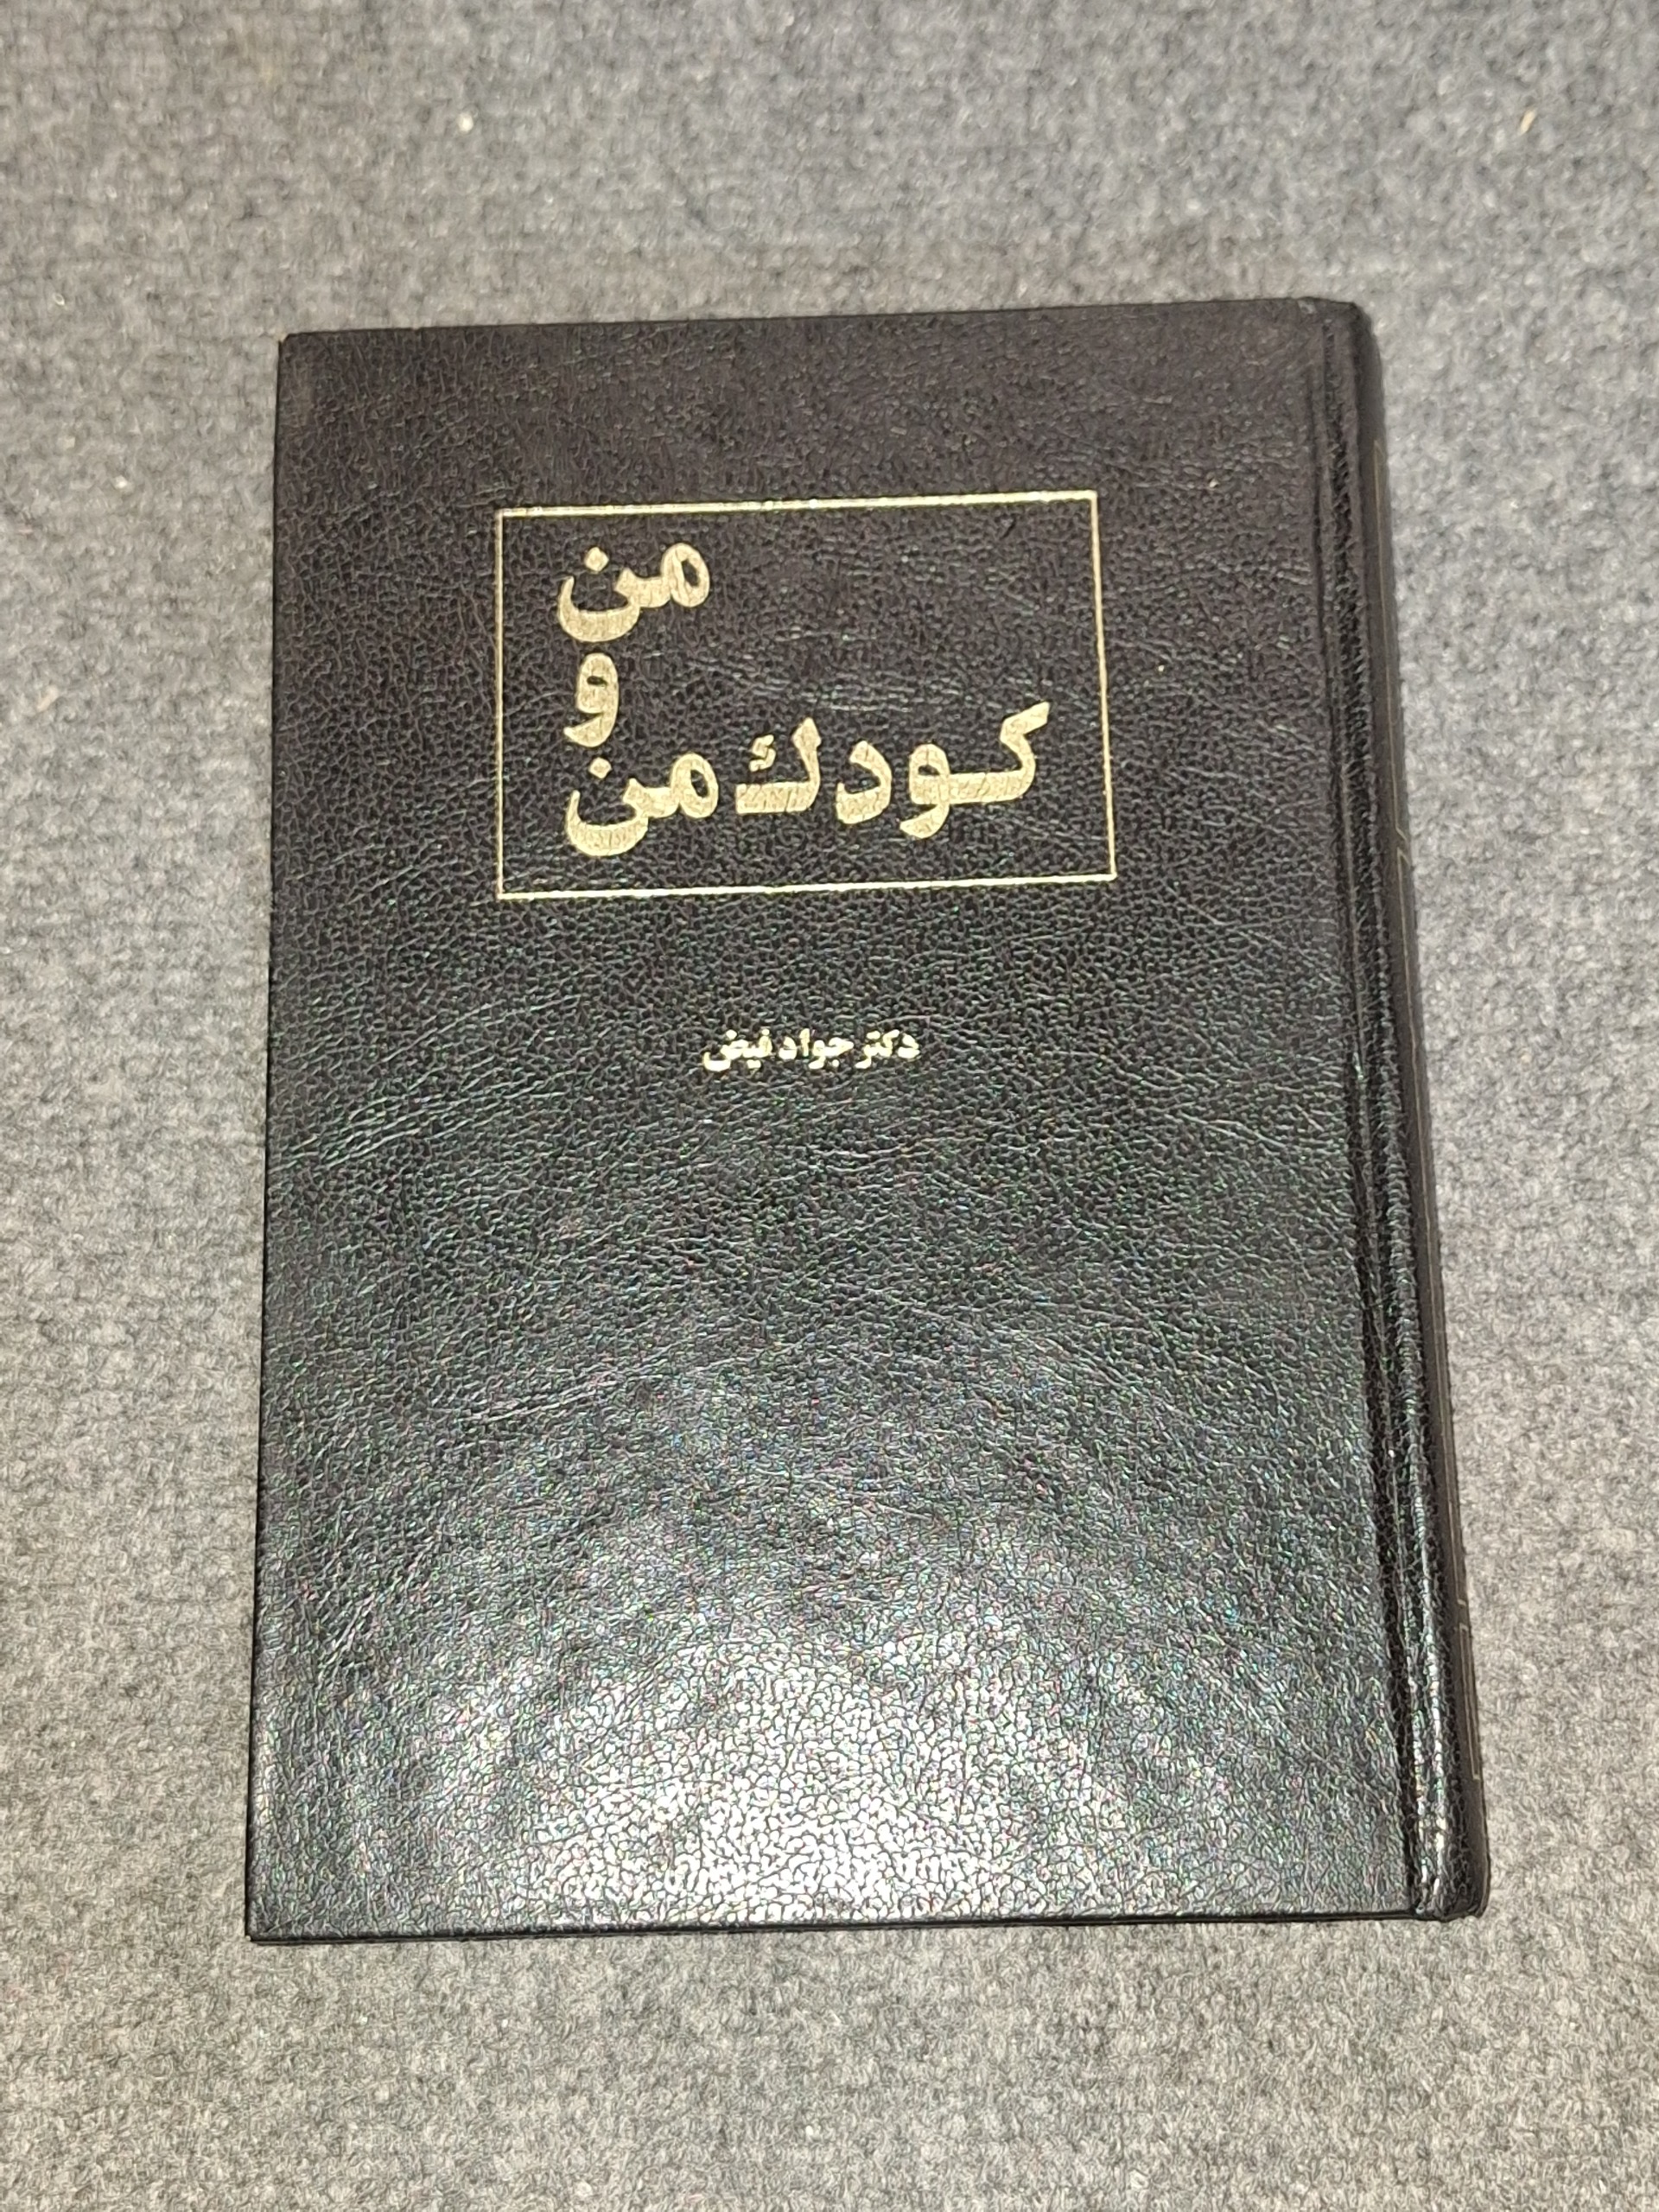 من
و
کودك من
دکتر جواد فیض